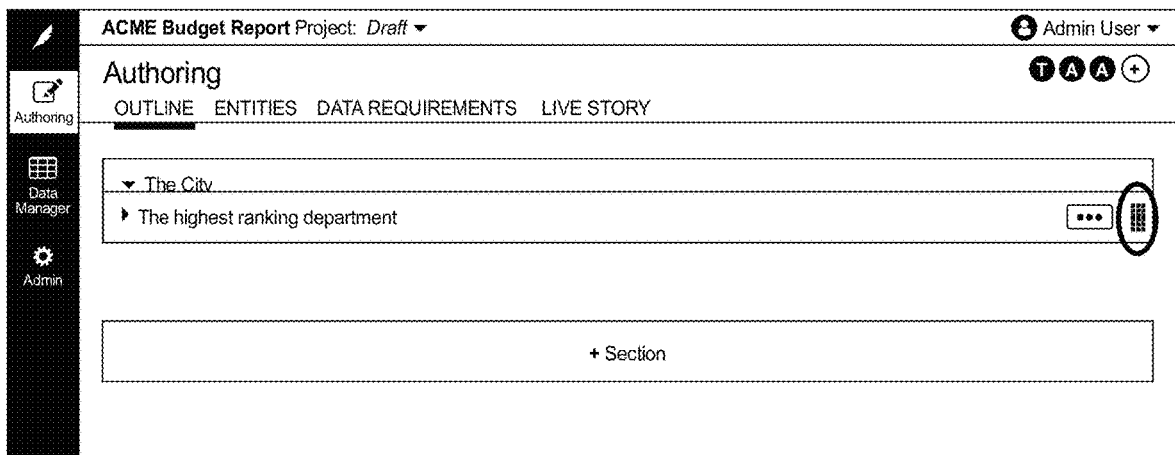 ACME Budget Report Project: Draft
Admin User
Authoring
T A A +
Authoring
OUTLINE ENTITIES DATA REQUIREMENTS LIVE STORY
Data
Manager
Admin
The City
The highest ranking department
+ Section